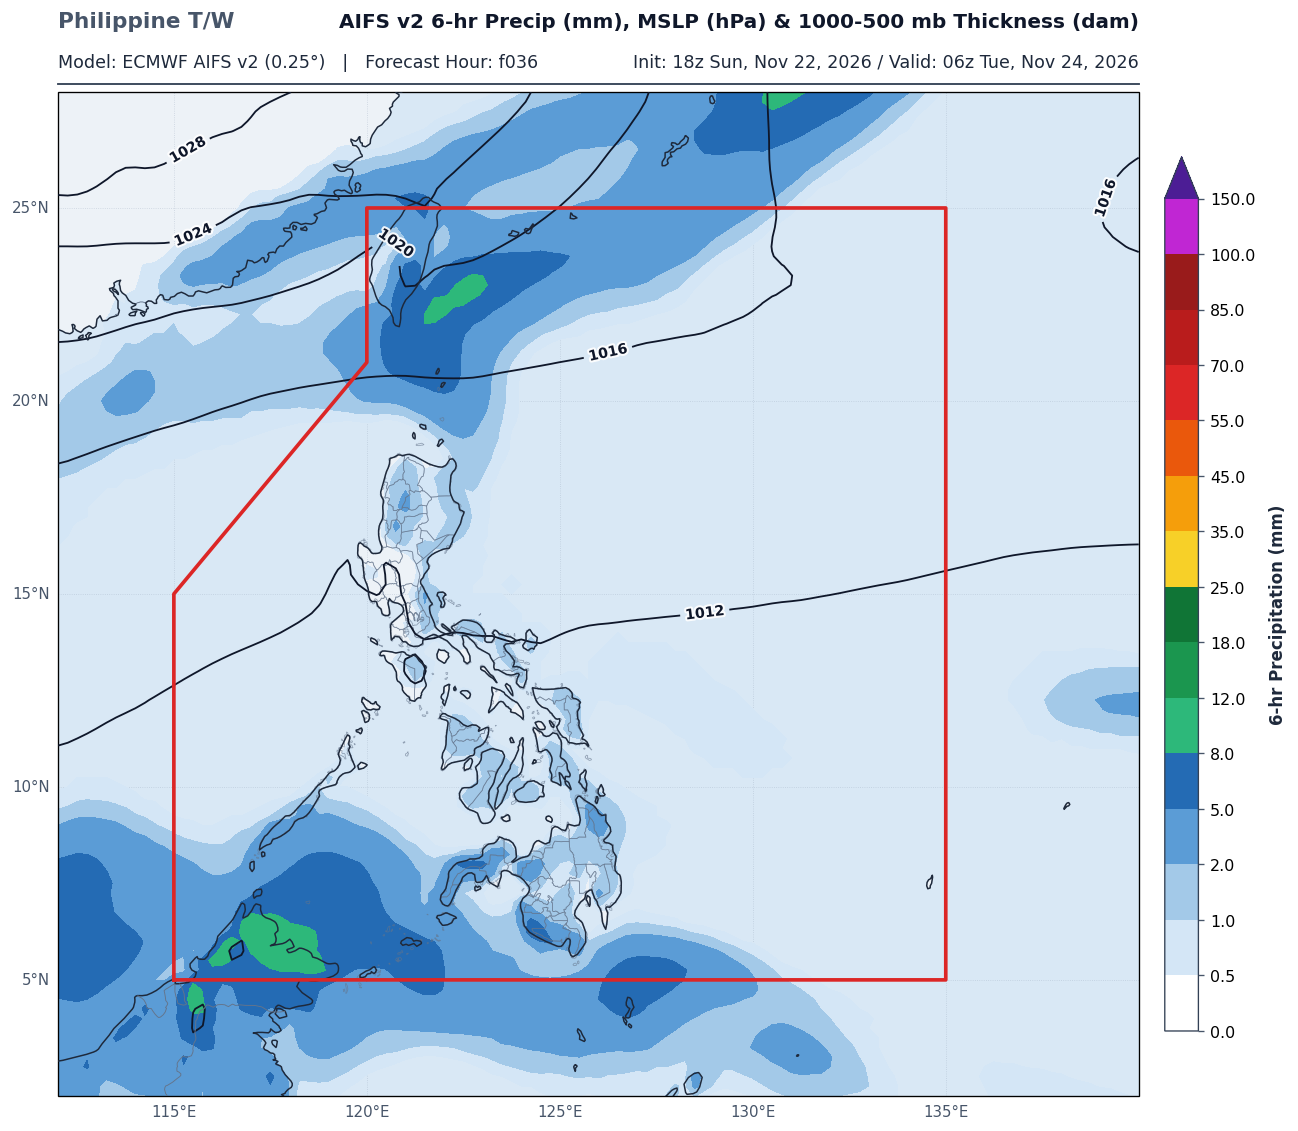 Philippine T/W
AIFS v2 6-hr Precip (mm), MSLP (hPa) & 1000-500 mb Thickness (dam)
Model: ECMWF AIFS v2 (0.25°) | Forecast Hour: f036
Init: 18z Sun, Nov 22, 2026 / Valid: 06z Tue, Nov 24, 2026
1028
1024
1020
1016
1016
1012
25°N
20°N
15°N
10°N
5°N
115°E
120°E
125°E
130°E
135°E
150.0
100.0
85.0
70.0
55.0
45.0
35.0
25.0
18.0
12.0
8.0
5.0
2.0
1.0
0.5
0.0
6-hr Precipitation (mm)